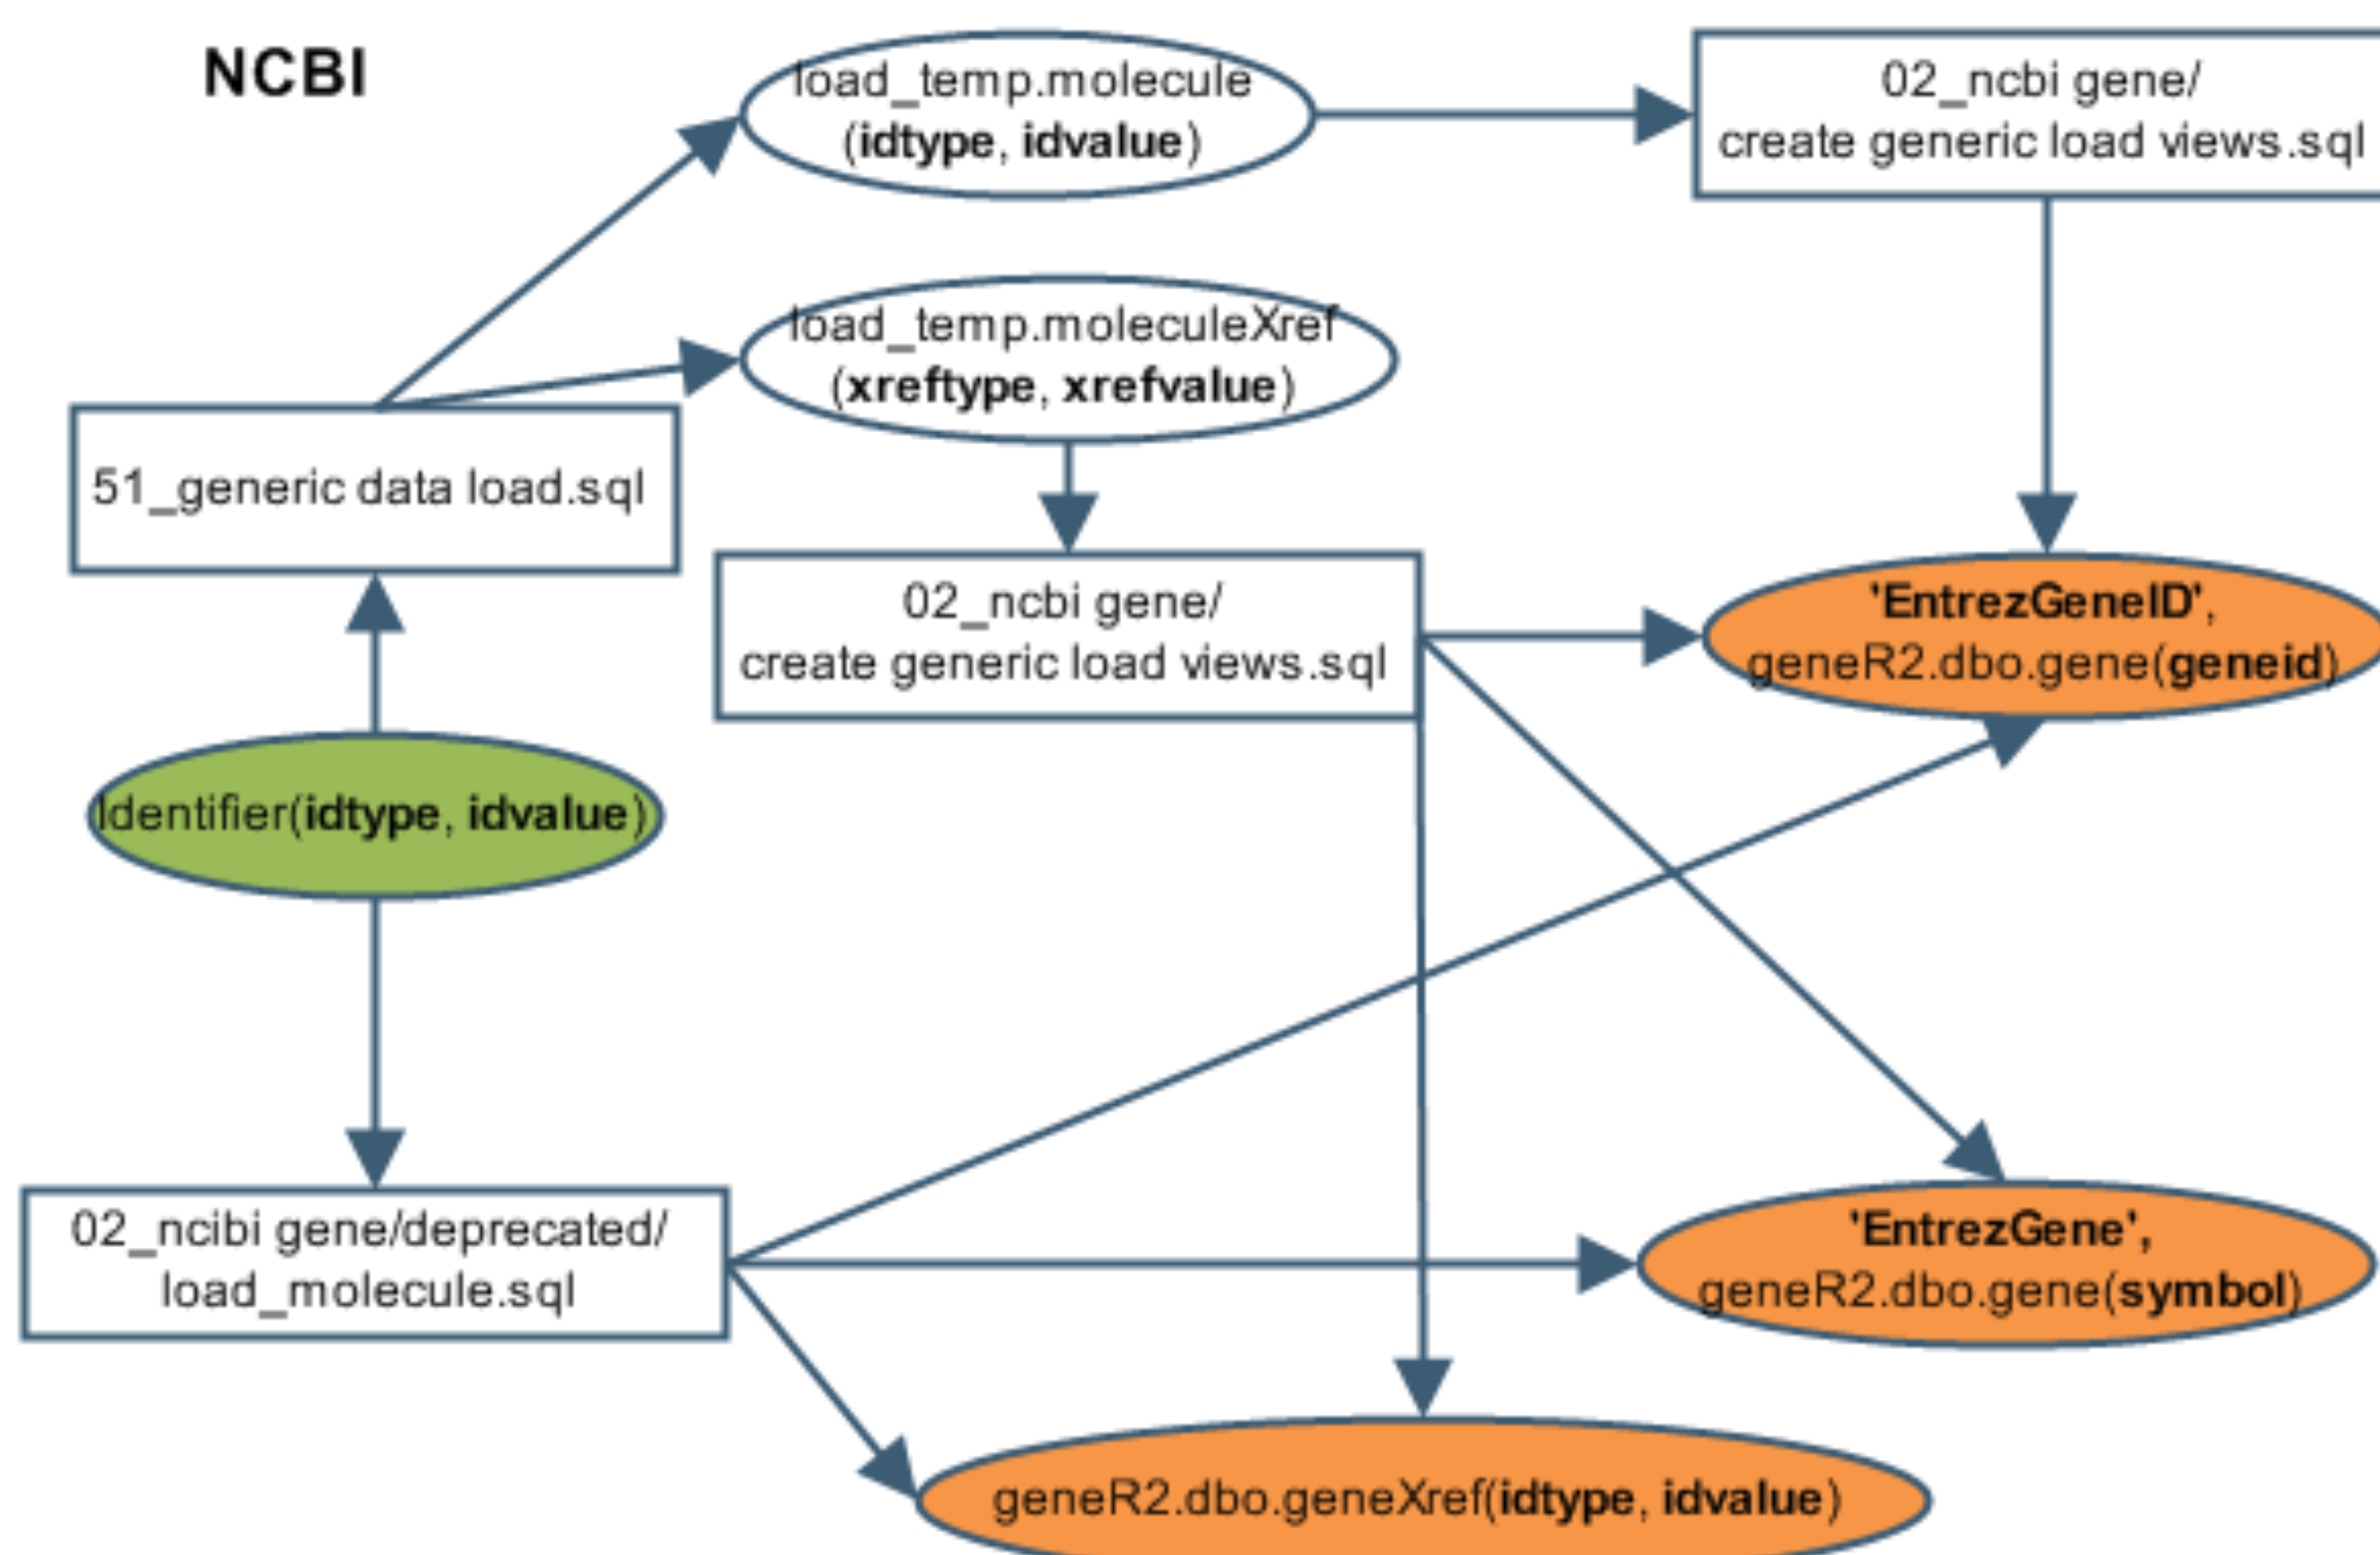 NCBI
load_temp.molecule
(idtype, idvalue)
02_ncbi gene/
create generic load views.sql
load_temp.moleculeXref
(xreftype, xrefvalue)
51_generic data load.sql
02_ncbi gene/
create generic load views.sql
'EntrezGeneID',
geneR2.dbo.gene(geneid)
Identifier(idtype, idvalue)
02_ncibi gene/deprecated/
load_molecule.sql
'EntrezGene',
geneR2.dbo.gene(symbol)
geneR2.dbo.geneXref(idtype, idvalue)